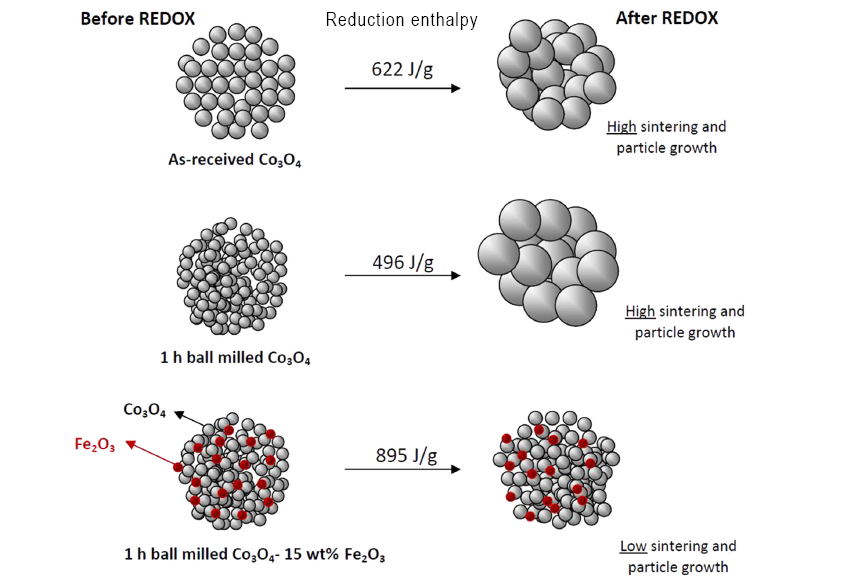 Before REDOX
Reduction enthalpy
After REDOX
622 J/g
High sintering and
particle growth
As-received Co₃O₄
496 J/g
High sintering and
particle growth
1 h ball milled Co₃O₄
Co₃O₄
Fe₂O₃
895 J/g
Low sintering and
particle growth
1 h ball milled Co₃O₄- 15 wt% Fe₂O₃